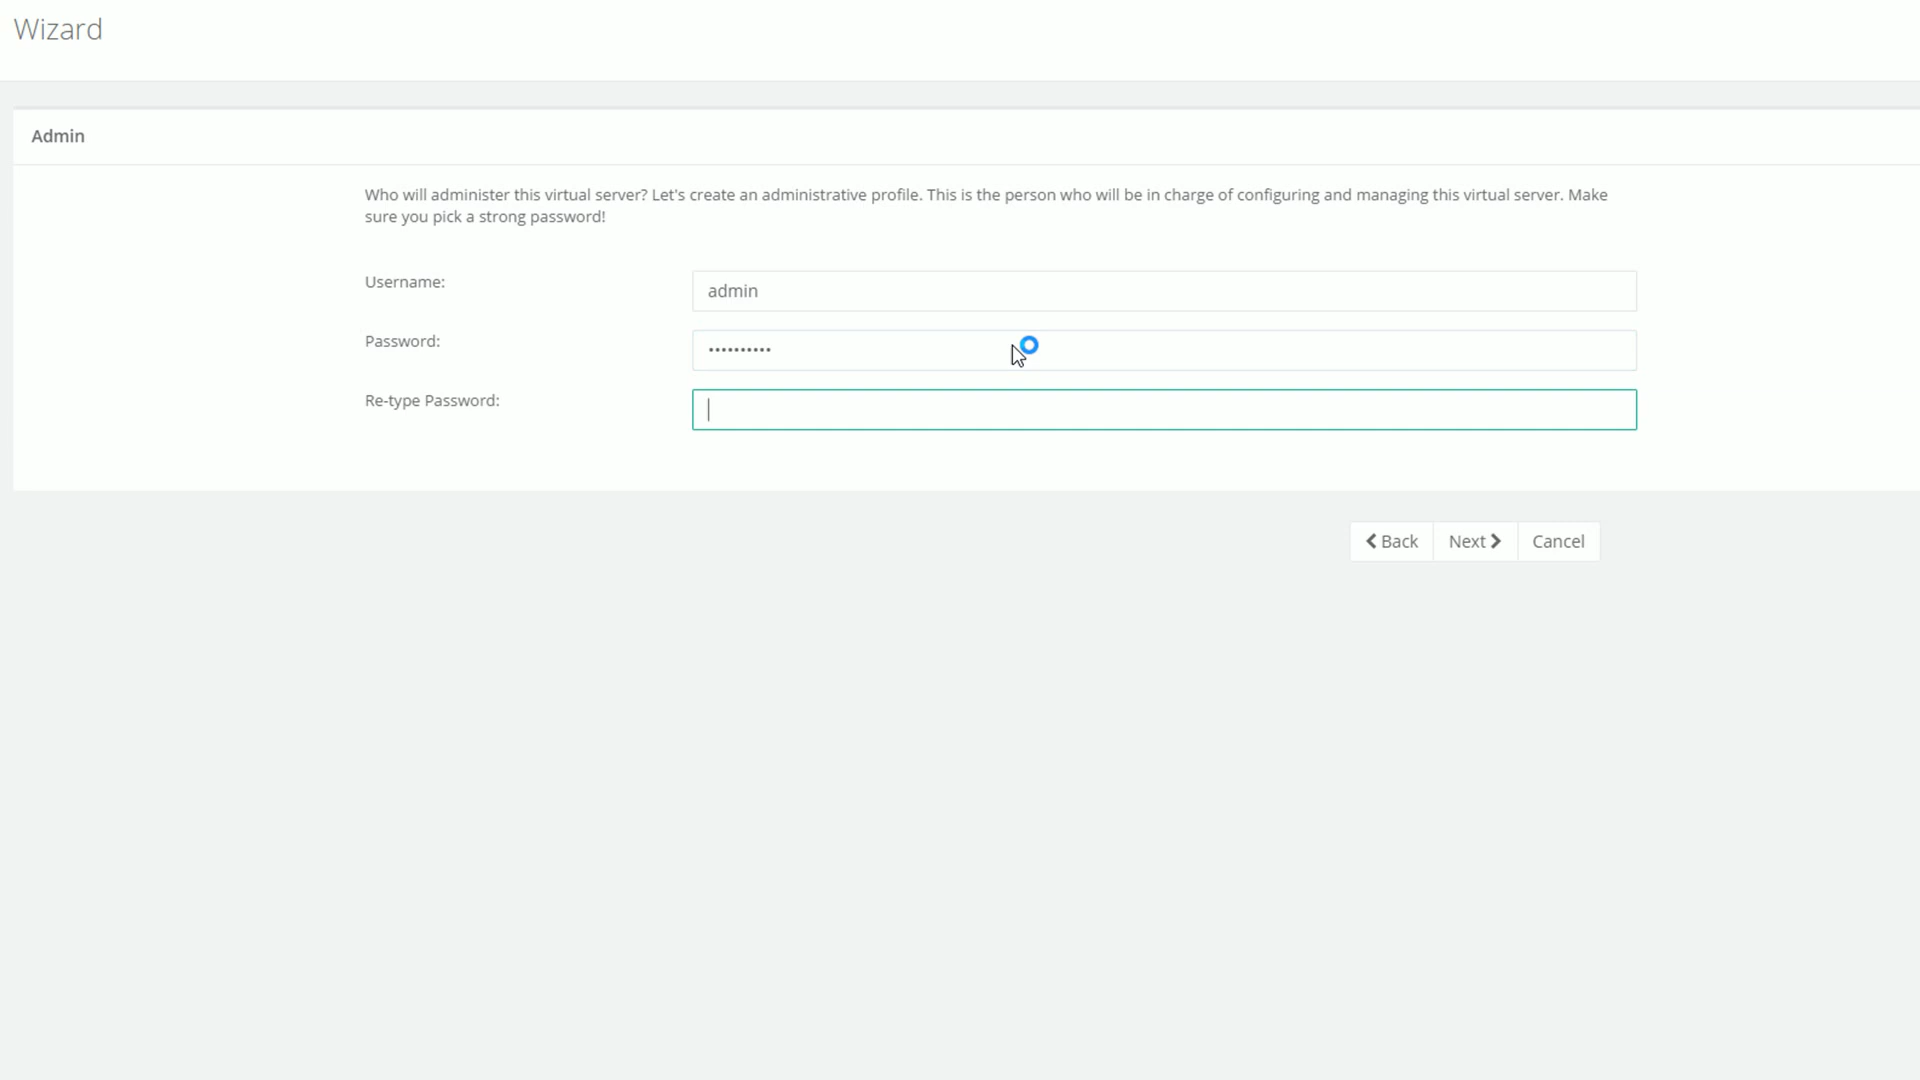 Wizard
Admin
Who will administer this virtual server? Let's create an administrative profile. This is the person who will be in charge of configuring and managing this virtual server. Make
sure you pick a strong password!
Username:
admin
Password:
••••••••••
Re-type Password:
Back
Next
Cancel